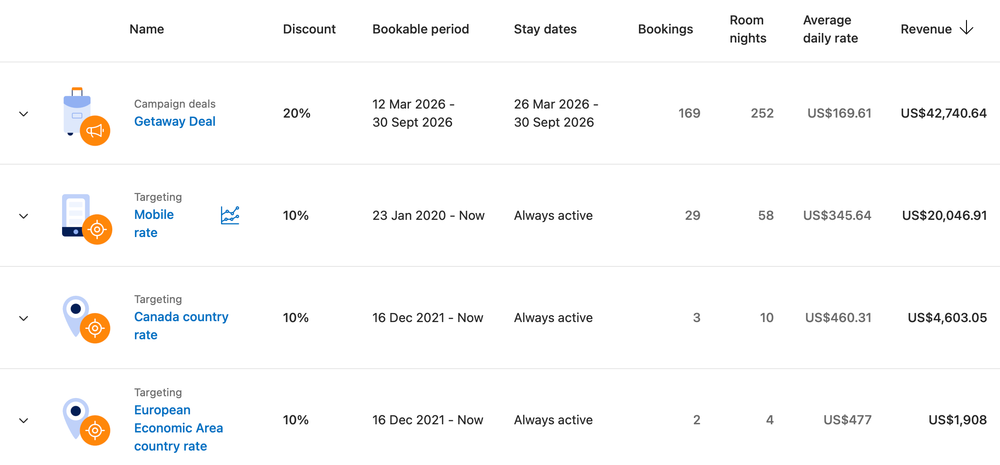 Name Discount Bookable period Stay dates Bookings Room nights Average daily rate Revenue
Campaign deals
Getaway Deal
20%
12 Mar 2026 -
30 Sept 2026
26 Mar 2026 -
30 Sept 2026
169
252
US$169.61
US$42,740.64
Targeting
Mobile
rate
10%
23 Jan 2020 - Now
Always active
29
58
US$345.64
US$20,046.91
Targeting
Canada country
rate
10%
16 Dec 2021 - Now
Always active
3
10
US$460.31
US$4,603.05
Targeting
European
Economic Area
country rate
10%
16 Dec 2021 - Now
Always active
2
4
US$477
US$1,908